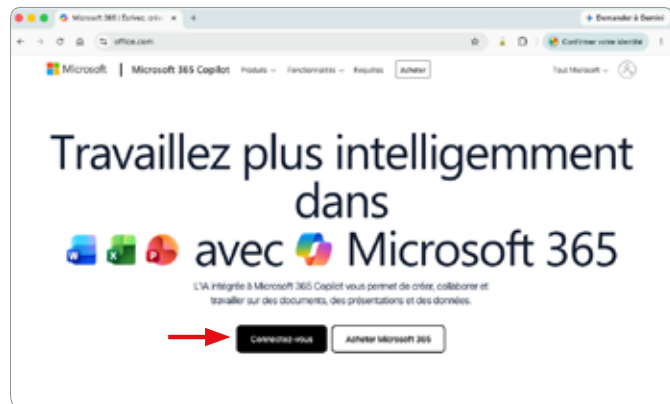 Microsoft 365 | Écrivez, créez
Demander à Gemini
office.com
Confirmer votre identité
Microsoft | Microsoft 365 Copilot Produits Fonctionnalités Acheter Tout Microsoft
Travaillez plus intelligemment
dans
avec Microsoft 365
L'IA intégrée à Microsoft 365 Copilot vous permet de créer, collaborer et
travailler sur des documents, des présentations et des données.
Connectez-vous Acheter Microsoft 365